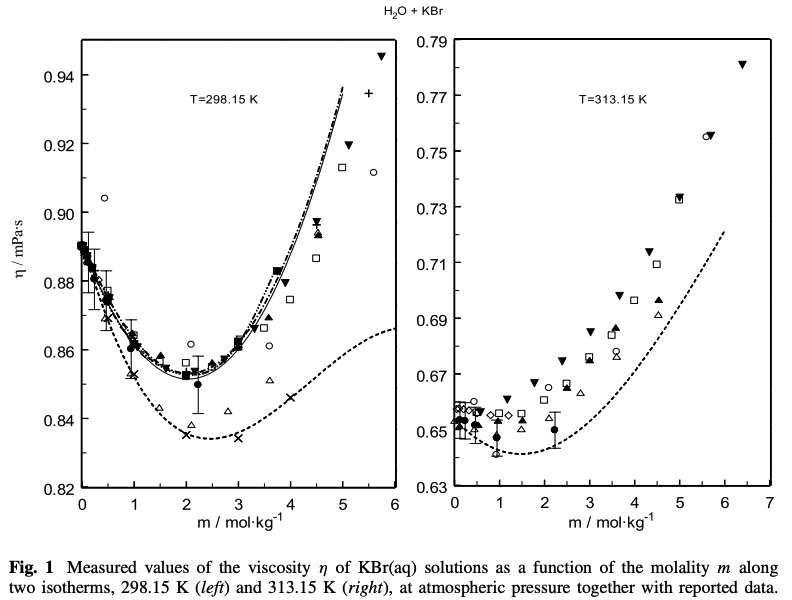 H₂O + KBr
T=298.15 K
0.94
0.92
0.90
0.88
0.86
0.84
0.82
η / mPa·s
0 1 2 3 4 5 6
m / mol·kg⁻¹
T=313.15 K
0.79
0.77
0.75
0.73
0.71
0.69
0.67
0.65
0.63
0 1 2 3 4 5 6 7
m / mol·kg⁻¹
Fig. 1 Measured values of the viscosity η of KBr(aq) solutions as a function of the molality m along
two isotherms, 298.15 K (left) and 313.15 K (right), at atmospheric pressure together with reported data.